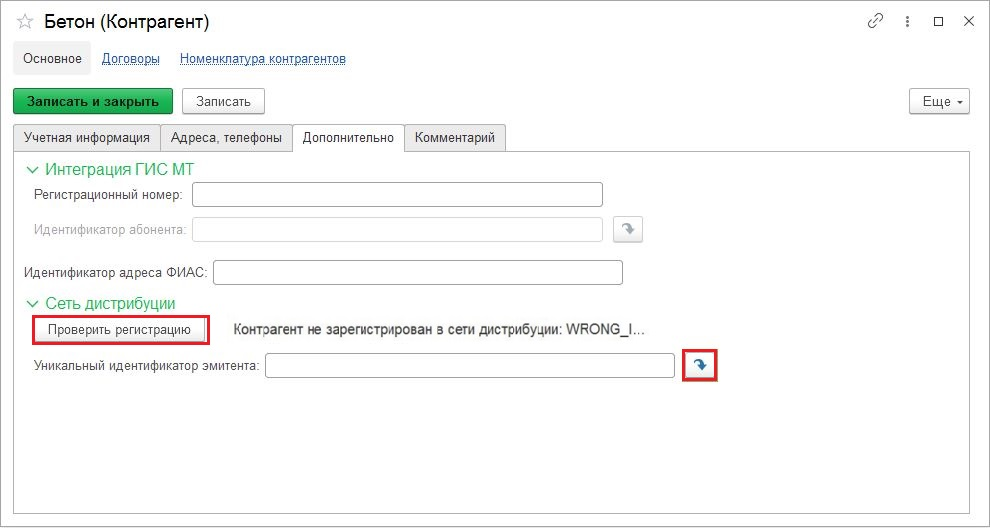 Бетон (Контрагент)
Основное Договоры Номенклатура контрагентов
Записать и закрыть Записать Еще
Учетная информация Адреса, телефоны Дополнительно Комментарий
Интеграция ГИС МТ
Регистрационный номер:
Идентификатор абонента:
Идентификатор адреса ФИАС:
Сеть дистрибуции
Проверить регистрацию Контрагент не зарегистрирован в сети дистрибуции: WRONG_I...
Уникальный идентификатор эмитента: